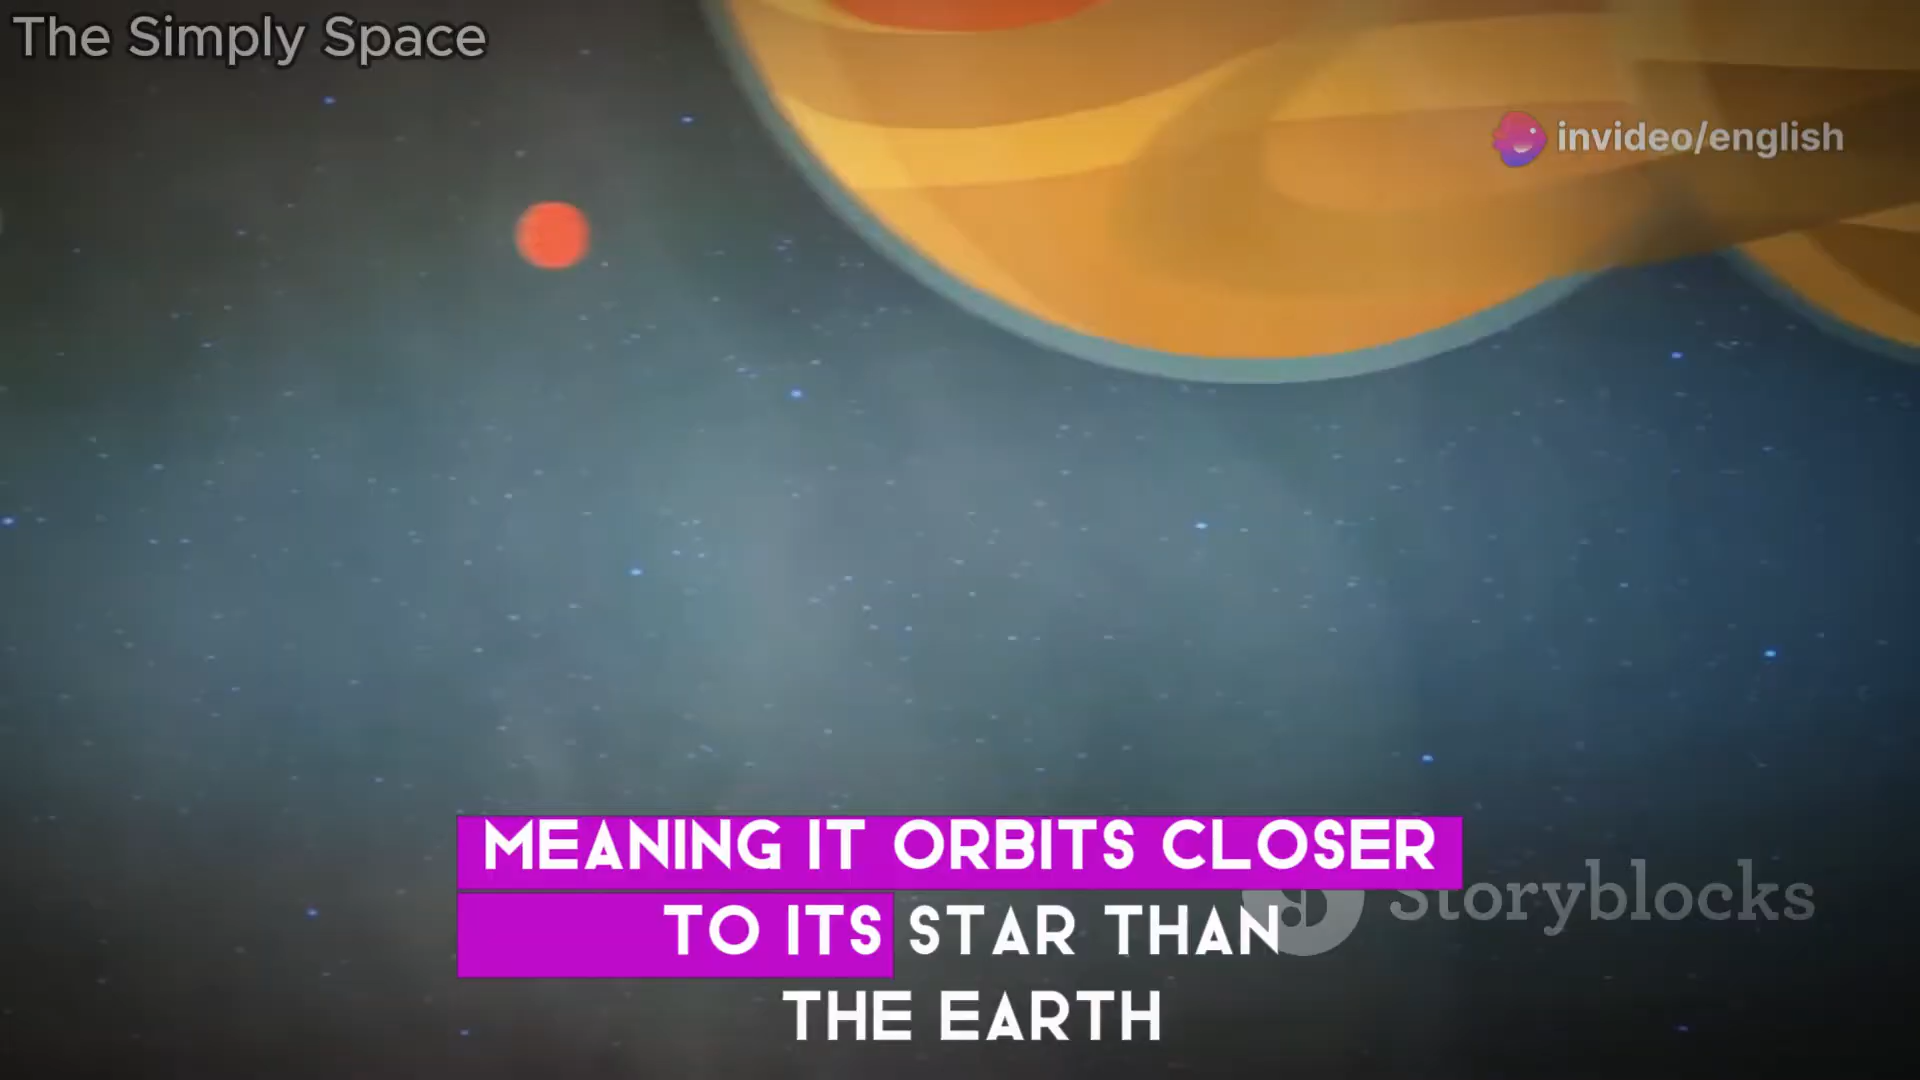 The Simply Space
invideo/english
MEANING IT ORBITS CLOSER
TO ITS STAR THAN
Storyblocks
THE EARTH